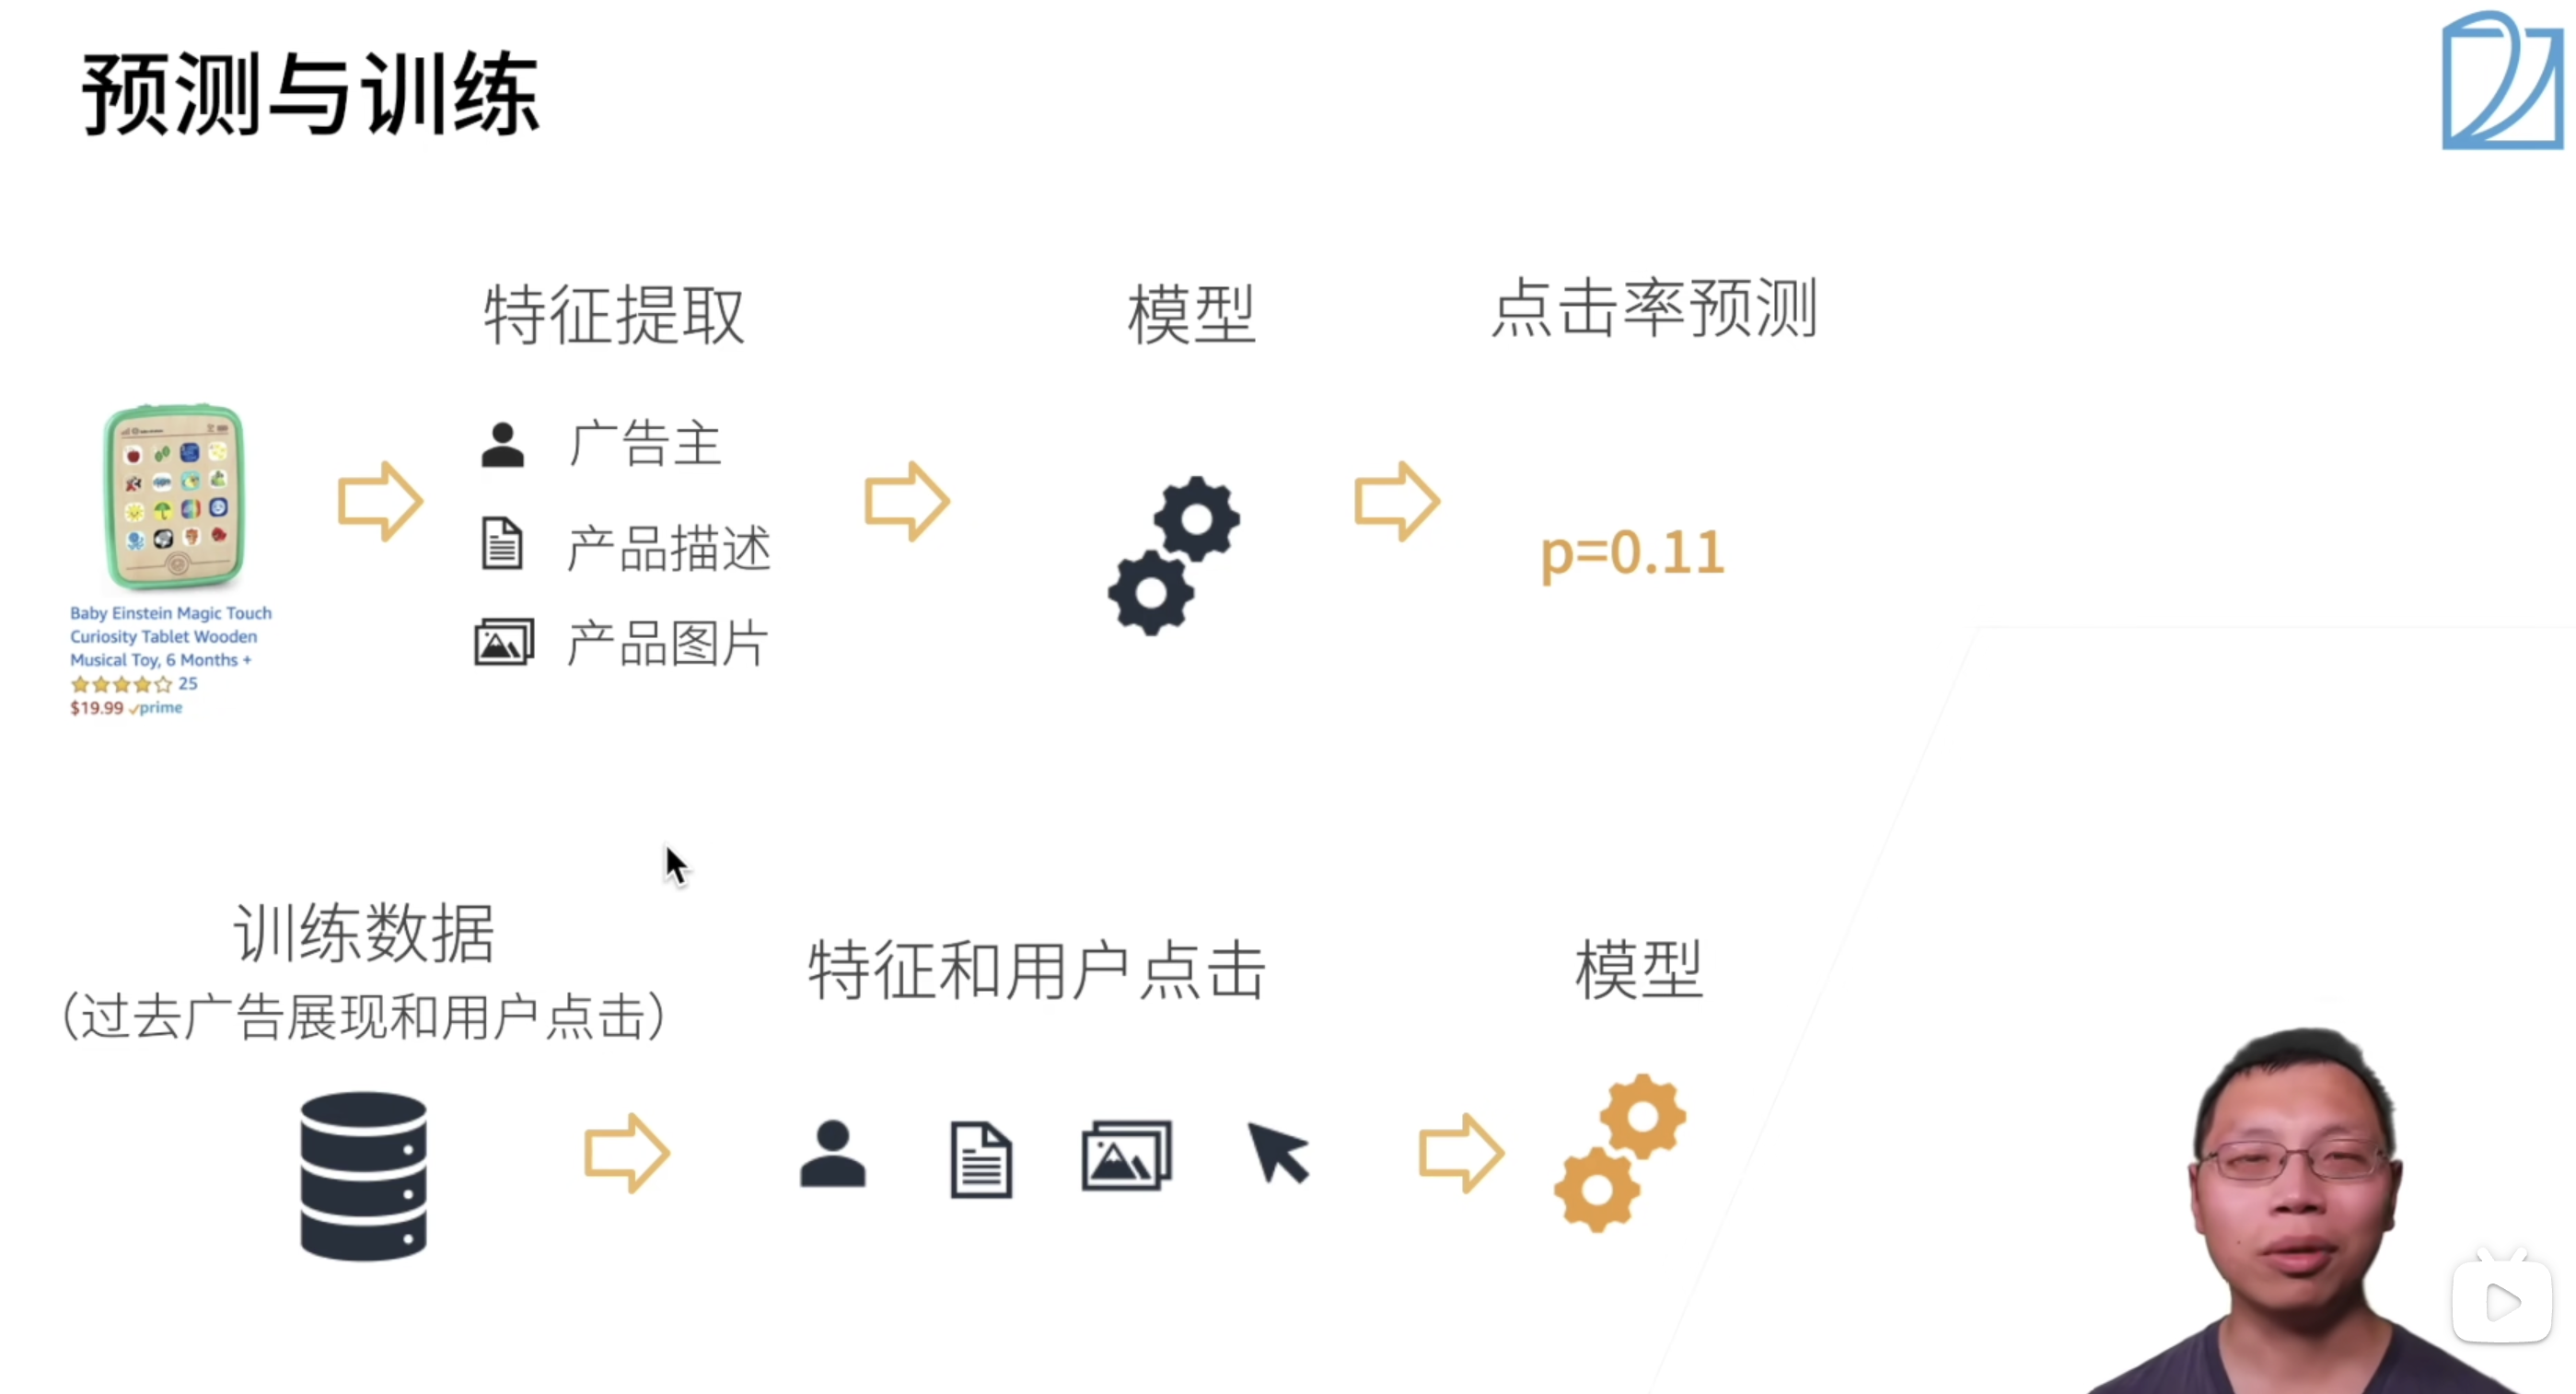 预测与训练
特征提取
模型
点击率预测
广告主
产品描述
产品图片
p=0.11
Baby Einstein Magic Touch
Curiosity Tablet Wooden
Musical Toy, 6 Months +
25
$19.99 prime
训练数据
（过去广告展现和用户点击）
特征和用户点击
模型